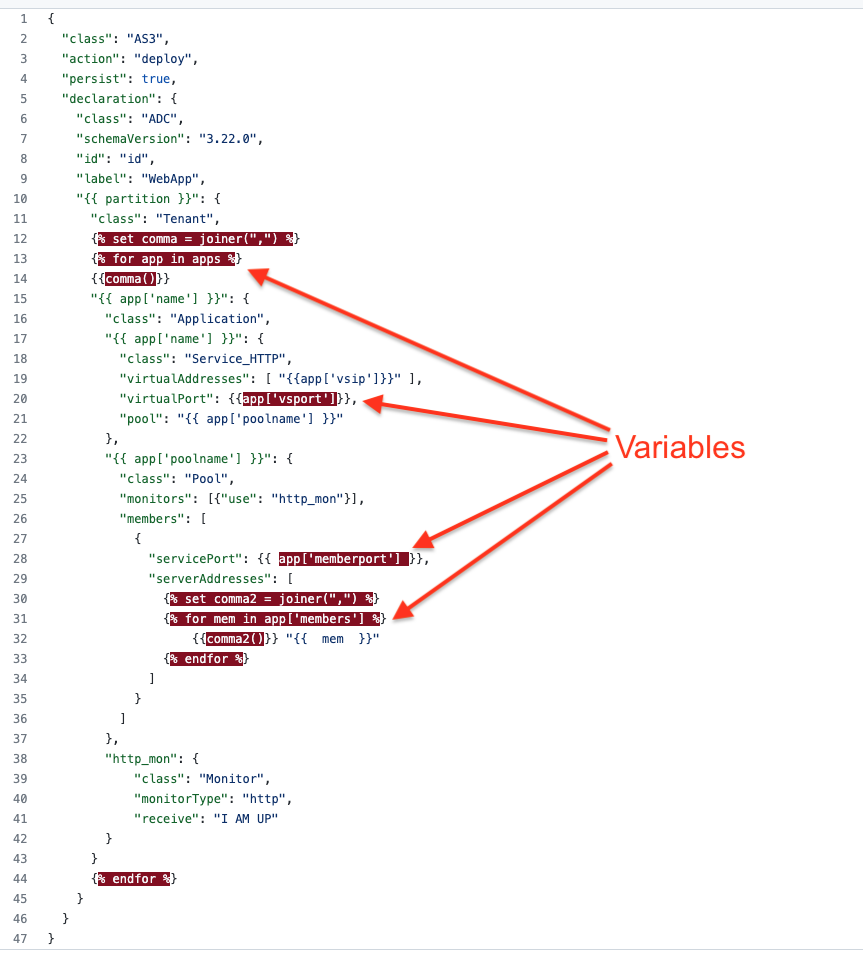 1 {
2 "class": "AS3",
3 "action": "deploy",
4 "persist": true,
5 "declaration": {
6 "class": "ADC",
7 "schemaVersion": "3.22.0",
8 "id": "id",
9 "label": "WebApp",
10 "{{ partition }}": {
11 "class": "Tenant",
12 {% set comma = joiner(",") %}
13 {% for app in apps %}
14 {{comma()}}
15 "{{ app['name'] }}": {
16 "class": "Application",
17 "{{ app['name'] }}": {
18 "class": "Service_HTTP",
19 "virtualAddresses": [ "{{app['vsip']}}" ],
20 "virtualPort": {{app['vsport']}},
21 "pool": "{{ app['poolname'] }}"
22 },
Variables
23 "{{ app['poolname'] }}": {
24 "class": "Pool",
25 "monitors": [{"use": "http_mon"}],
26 "members": [
27 {
28 "servicePort": {{ app['memberport'] }},
29 "serverAddresses": [
30 {% set comma2 = joiner(",") %}
31 {% for mem in app['members'] %}
32 {{comma2()}} "{{  mem  }}"
33 {% endfor %}
34 ]
35 }
36 ]
37 },
38 "http_mon": {
39 "class": "Monitor",
40 "monitorType": "http",
41 "receive": "I AM UP"
42 }
43 }
44 {% endfor %}
45 }
46 }
47 }